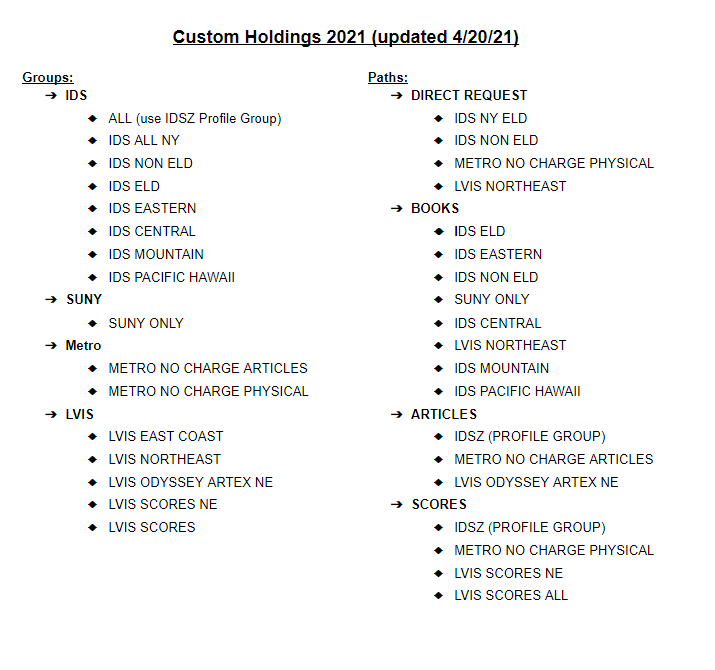 Custom Holdings 2021 (updated 4/20/21)
Groups:
➔ IDS
◆ ALL (use IDSZ Profile Group)
◆ IDS ALL NY
◆ IDS NON ELD
◆ IDS ELD
◆ IDS EASTERN
◆ IDS CENTRAL
◆ IDS MOUNTAIN
◆ IDS PACIFIC HAWAII
➔ SUNY
◆ SUNY ONLY
➔ Metro
◆ METRO NO CHARGE ARTICLES
◆ METRO NO CHARGE PHYSICAL
➔ LVIS
◆ LVIS EAST COAST
◆ LVIS NORTHEAST
◆ LVIS ODYSSEY ARTEX NE
◆ LVIS SCORES NE
◆ LVIS SCORES
Paths:
➔ DIRECT REQUEST
◆ IDS NY ELD
◆ IDS NON ELD
◆ METRO NO CHARGE PHYSICAL
◆ LVIS NORTHEAST
➔ BOOKS
◆ IDS ELD
◆ IDS EASTERN
◆ IDS NON ELD
◆ SUNY ONLY
◆ IDS CENTRAL
◆ LVIS NORTHEAST
◆ IDS MOUNTAIN
◆ IDS PACIFIC HAWAII
➔ ARTICLES
◆ IDSZ (PROFILE GROUP)
◆ METRO NO CHARGE ARTICLES
◆ LVIS ODYSSEY ARTEX NE
➔ SCORES
◆ IDSZ (PROFILE GROUP)
◆ METRO NO CHARGE PHYSICAL
◆ LVIS SCORES NE
◆ LVIS SCORES ALL